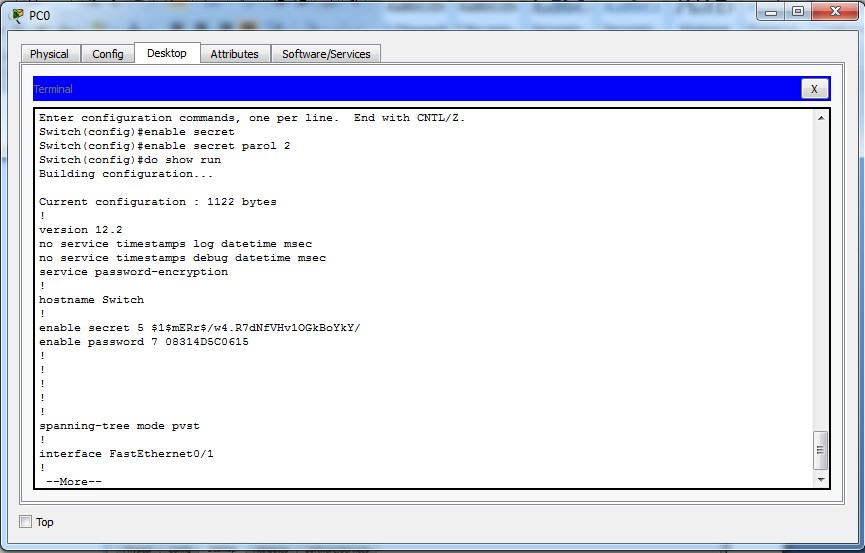 PC0
Physical Config Desktop Attributes Software/Services
Terminal X
Enter configuration commands, one per line.  End with CNTL/Z.
Switch(config)#enable secret
Switch(config)#enable secret parol 2
Switch(config)#do show run
Building configuration...
Current configuration : 1122 bytes
!
version 12.2
no service timestamps log datetime msec
no service timestamps debug datetime msec
service password-encryption
!
hostname Switch
!
enable secret 5 $1$mERr$/w4.R7dNfVHv1OGkBoYkY/
enable password 7 08314D5C0615
!
!
!
!
!
spanning-tree mode pvst
!
interface FastEthernet0/1
!
--More--
Top